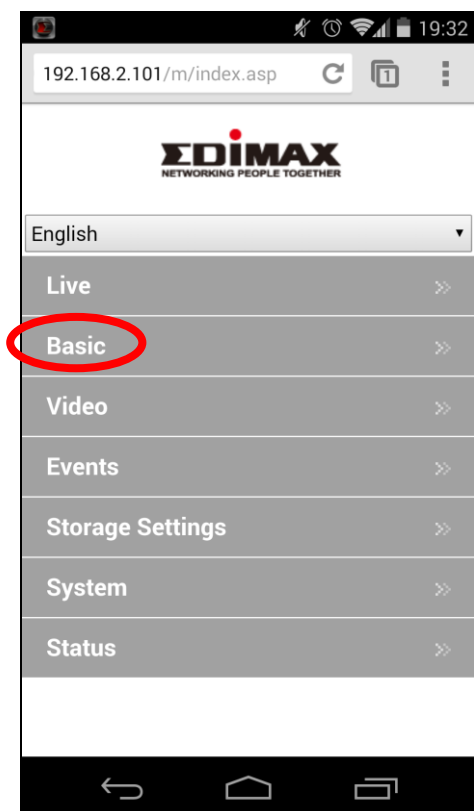 19:32
192.168.2.101/m/index.asp
1
EDIMAX
NETWORKING PEOPLE TOGETHER
English
Live
Basic
Video
Events
Storage Settings
System
Status